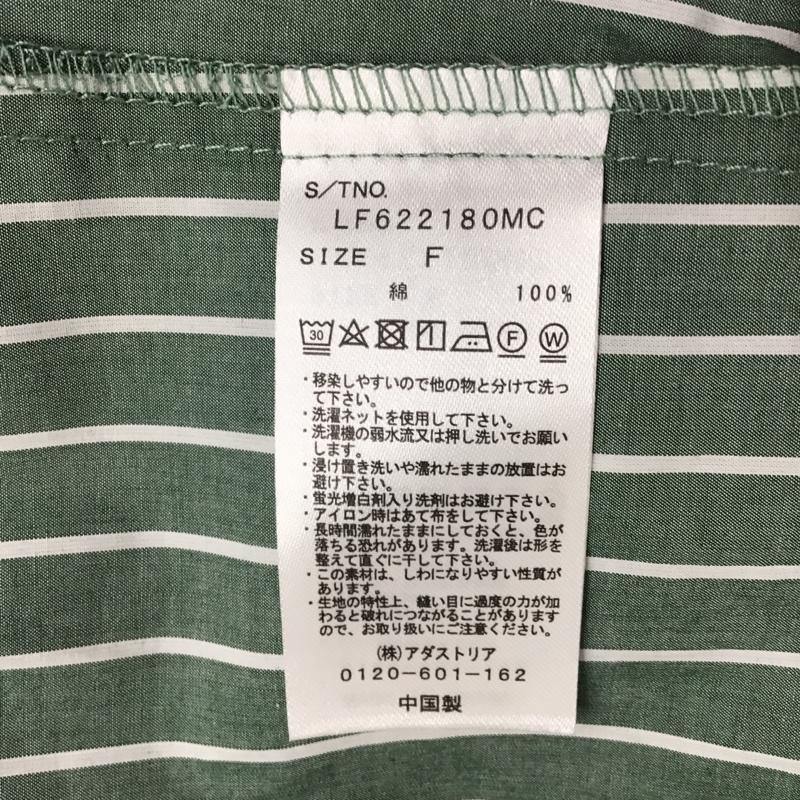 S/TNO.
LF622180MC
SIZE F
綿 100%
30 F W
・移染しやすいので他の物と分けて洗っ
て下さい。
・洗濯ネットを使用して下さい。
・洗濯機の弱水流又は押し洗いでお願い
します。
・浸け置き洗いや濡れたままの放置はお
避け下さい。
・蛍光増白剤入り洗剤はお避け下さい。
・アイロン時はあて布をして下さい。
・長時間濡れたままにしておくと、色が
落ちる恐れがあります。洗濯後は形を
整えて直ぐに干して下さい。
・この素材は、しわになりやすい性質が
あります。
・生地の特性上、縫い目に過度の力が加
わると破れにつながることがあります
ので、お取り扱いにご注意ください。
(株)アダストリア
0120-601-162
中国製